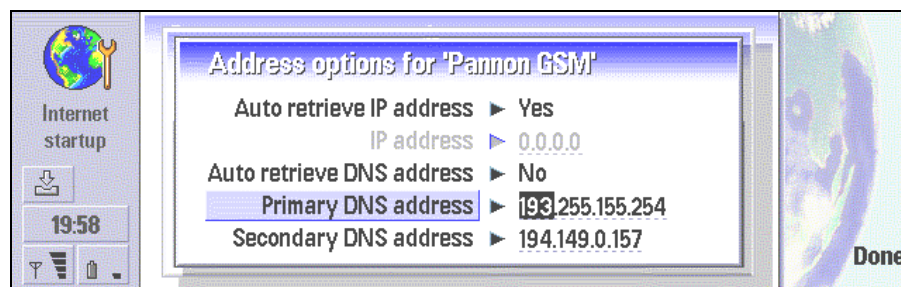 Internet
startup
19:58
Address options for 'Pannon GSM'
Auto retrieve IP address Yes
IP address 0.0.0.0
Auto retrieve DNS address No
Primary DNS address 193.255.155.254
Secondary DNS address 194.149.0.157
Done